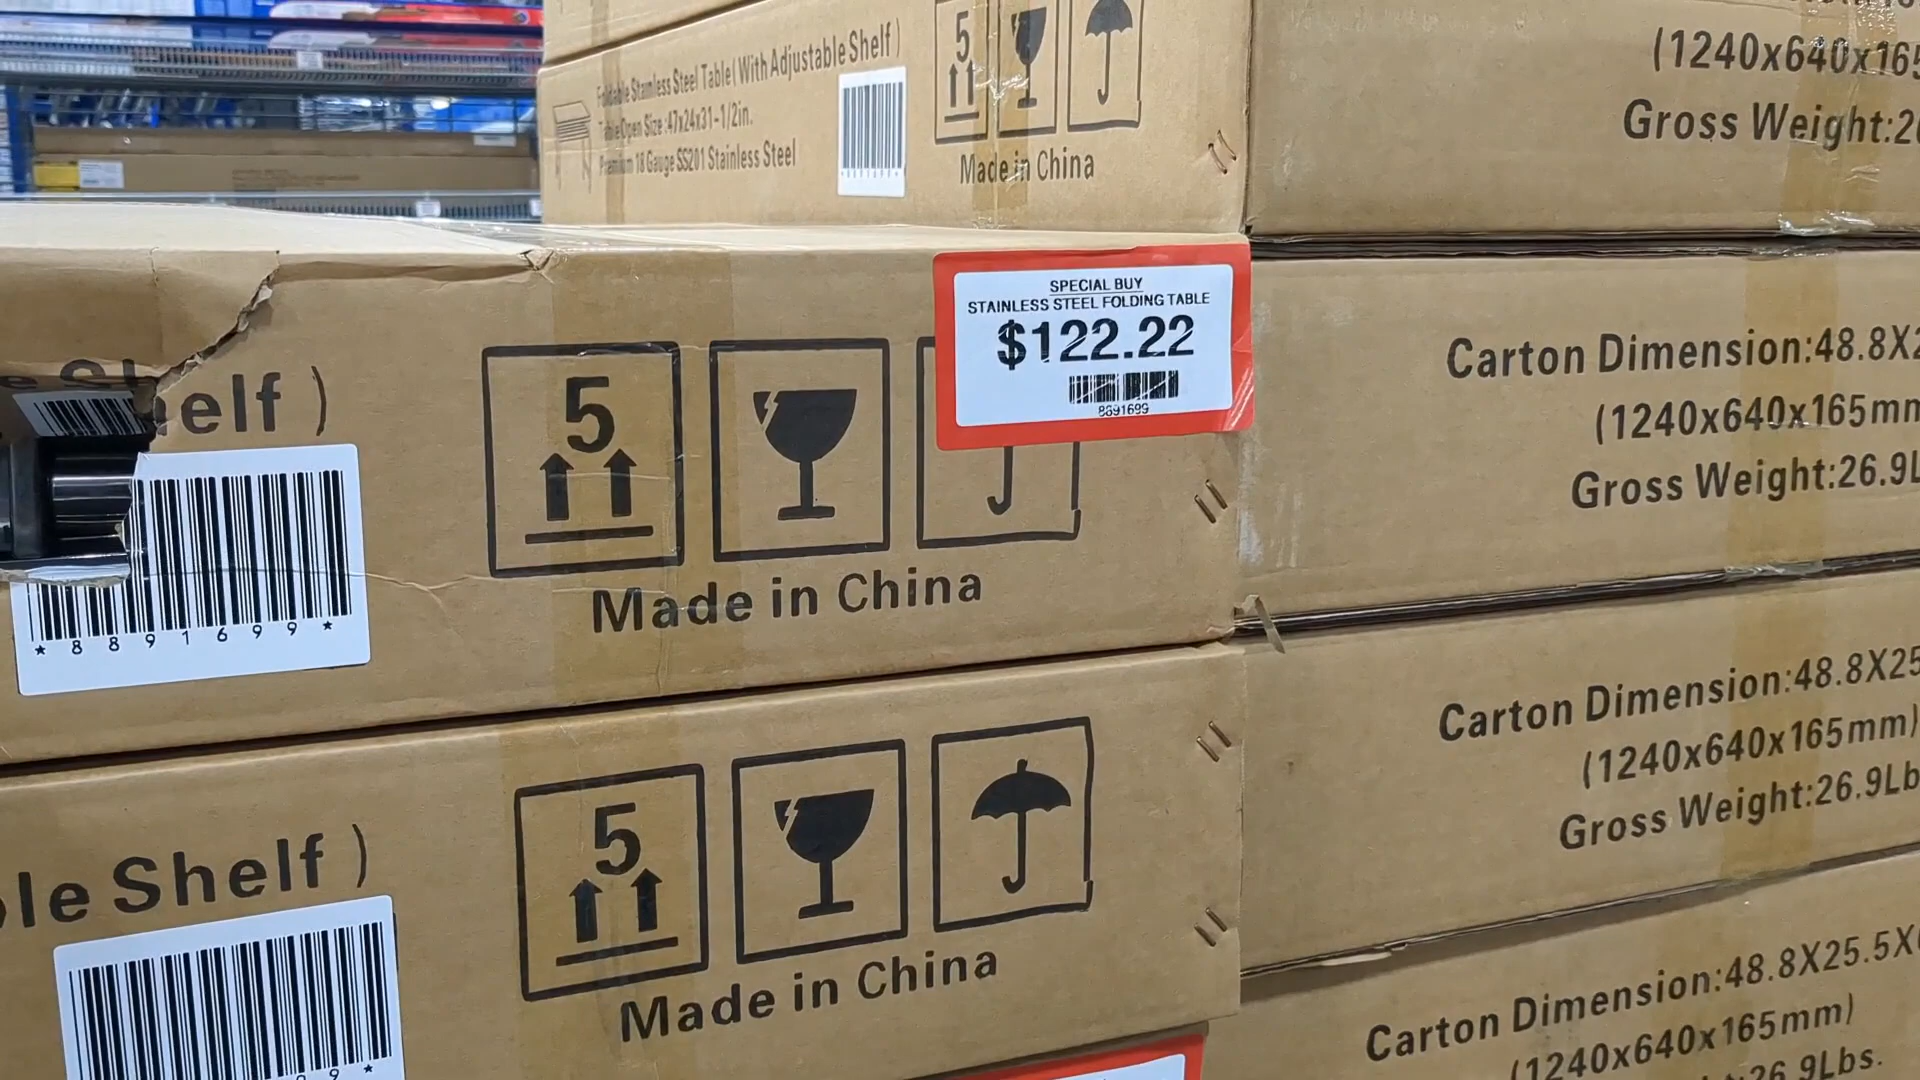 Foldable Stainless Steel Table ( With Adjustable Shelf )
Table Open Size :47x24x31-1/2in.
Premium 18 Gauge SS201 Stainless Steel
5
Made in China
(1240x640x165
Gross Weight:2
SPECIAL BUY
STAINLESS STEEL FOLDING TABLE
$122.22
8891699
elf )
5
Made in China
*8891699*
Carton Dimension:48.8X2
(1240x640x165mm
Gross Weight:26.9L
ble Shelf )
5
Made in China
9*
Carton Dimension:48.8X25
(1240x640x165mm)
Gross Weight:26.9Lb
Carton Dimension:48.8X25.5X
(1240x640x165mm)
26.9Lbs.